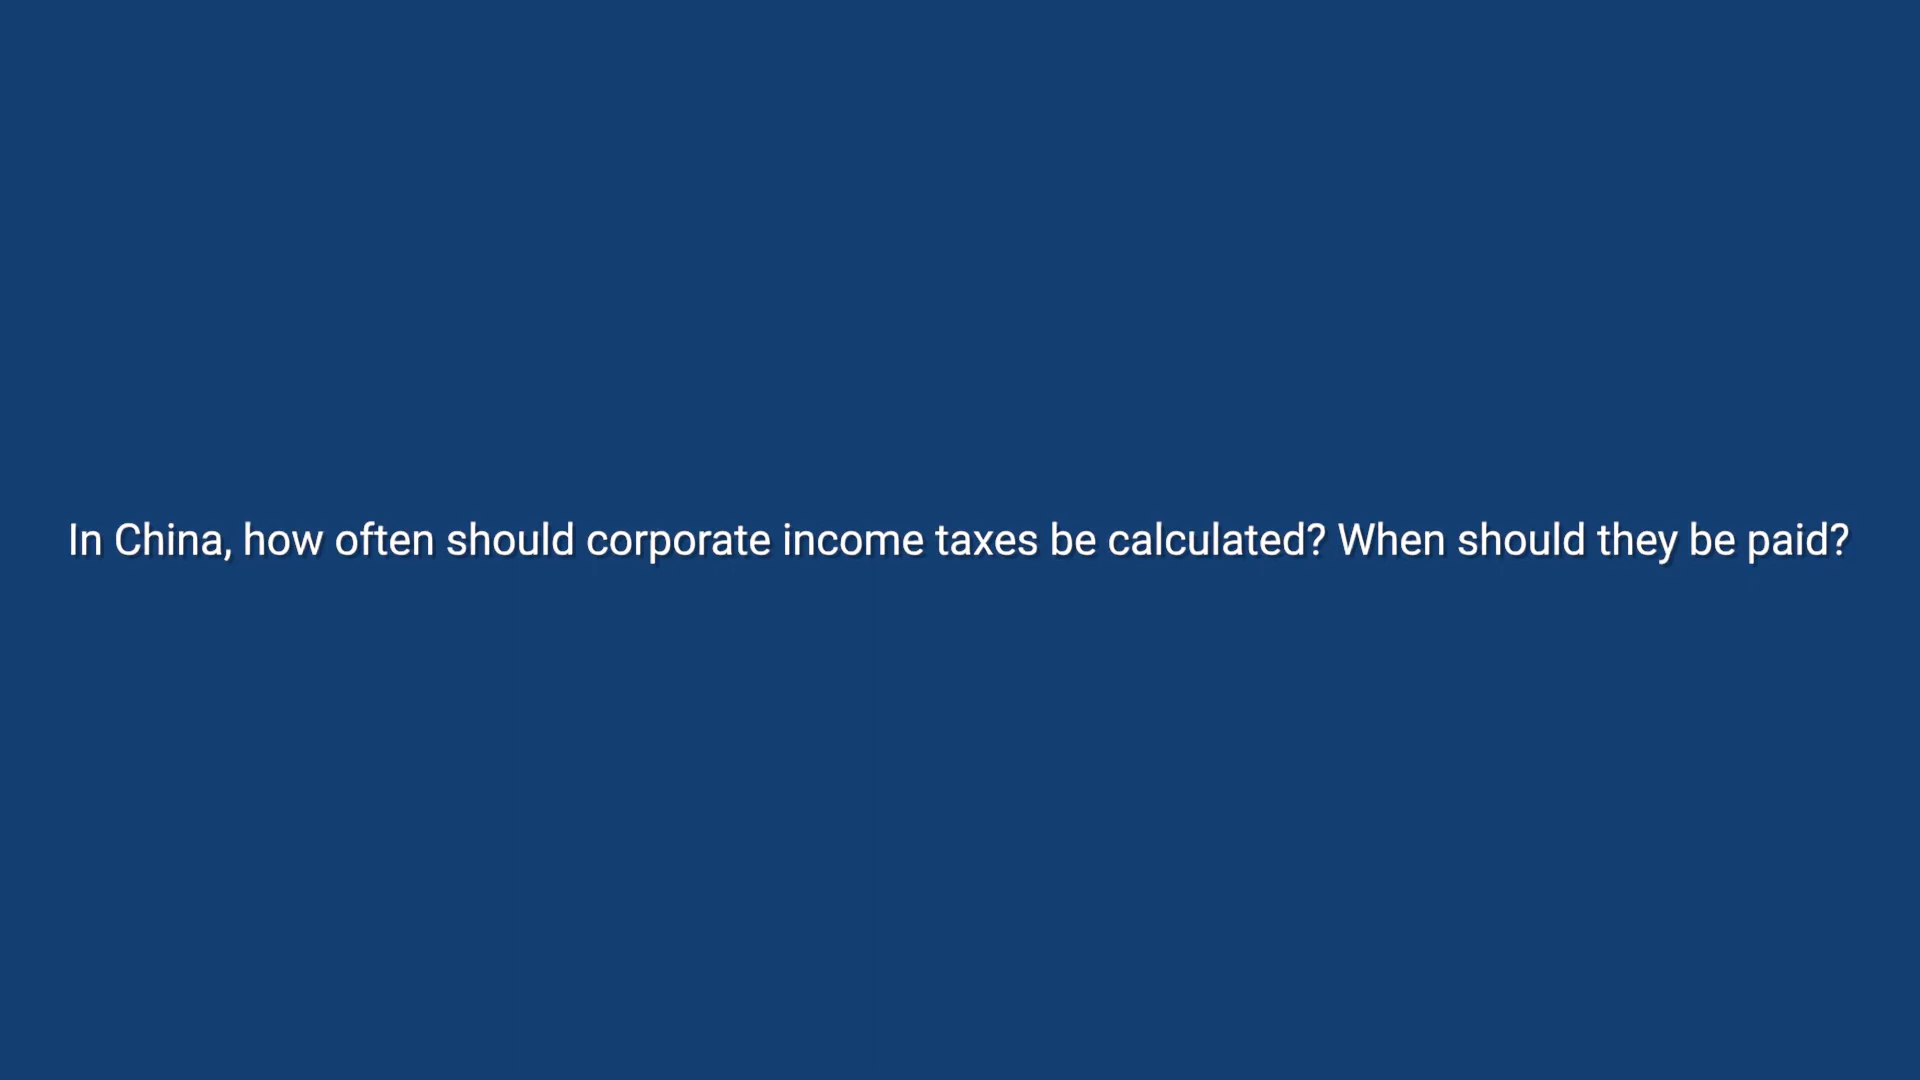 In China, how often should corporate income taxes be calculated? When should they be paid?